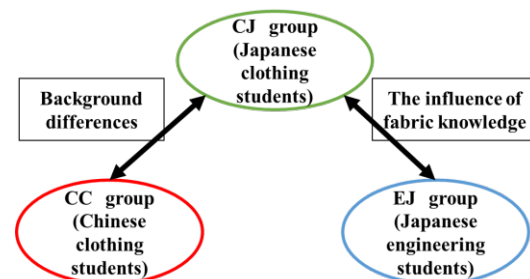 CJ group
(Japanese
clothing
students)
Background
differences
The influence of
fabric knowledge
CC group
(Chinese
clothing
students)
EJ group
(Japanese
engineering
students)